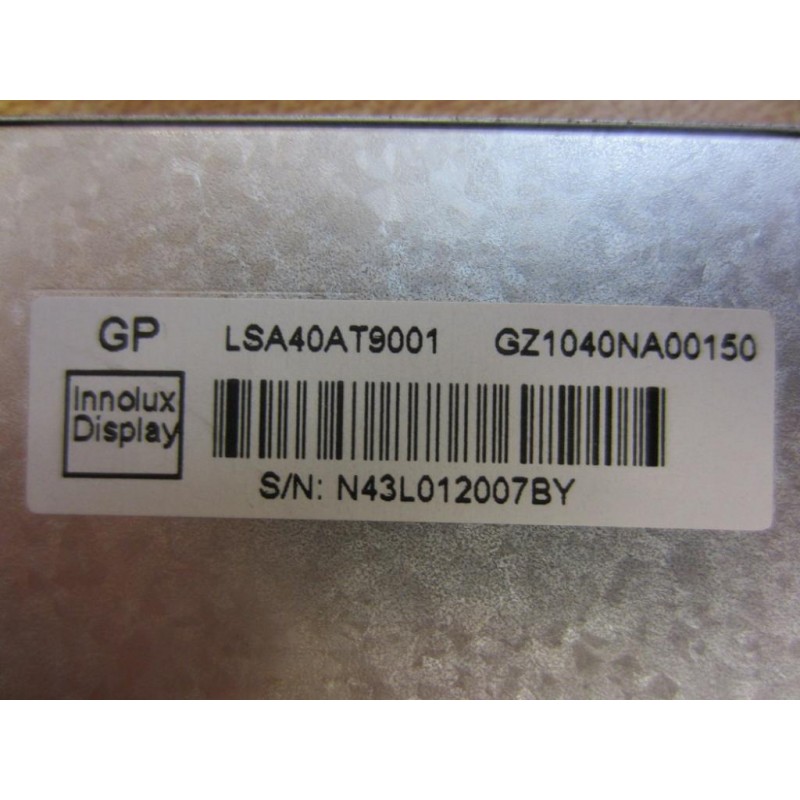 GP LSA40AT9001 GZ1040NA00150
Innolux
Display
S/N: N43L012007BY